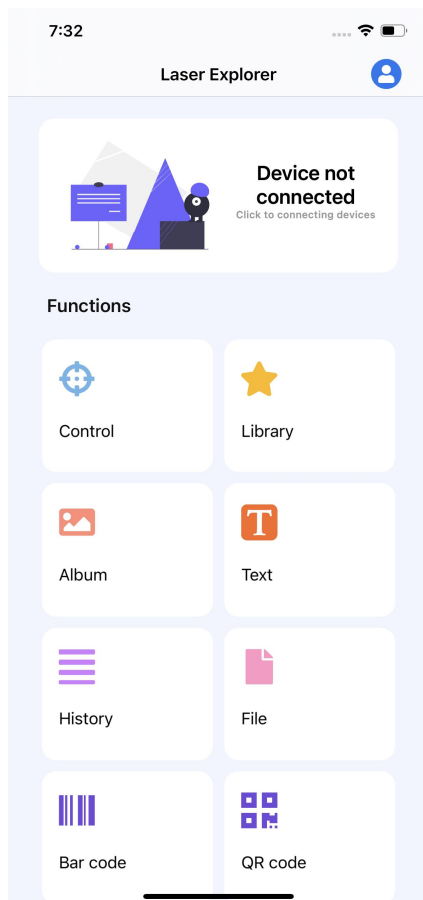 7:32
Laser Explorer
Device not
connected
Click to connecting devices
Functions
Control
Library
Album
T
Text
History
File
Bar code
QR code